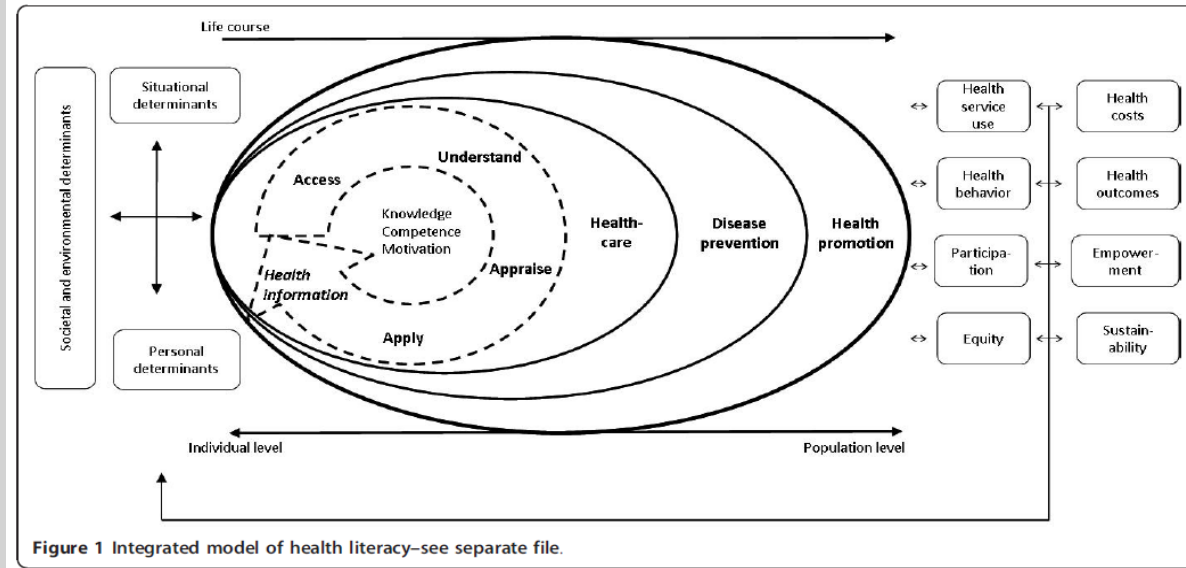 Life course
Societal and environmental determinants
Situational
determinants
Personal
determinants
Access
Understand
Knowledge
Competence
Motivation
Health
information
Appraise
Apply
Health-
care
Disease
prevention
Health
promotion
Health
service
use
Health
costs
Health
behavior
Health
outcomes
Participa-
tion
Empower-
ment
Equity
Sustain-
ability
Individual level
Population level
Figure 1 Integrated model of health literacy–see separate file.